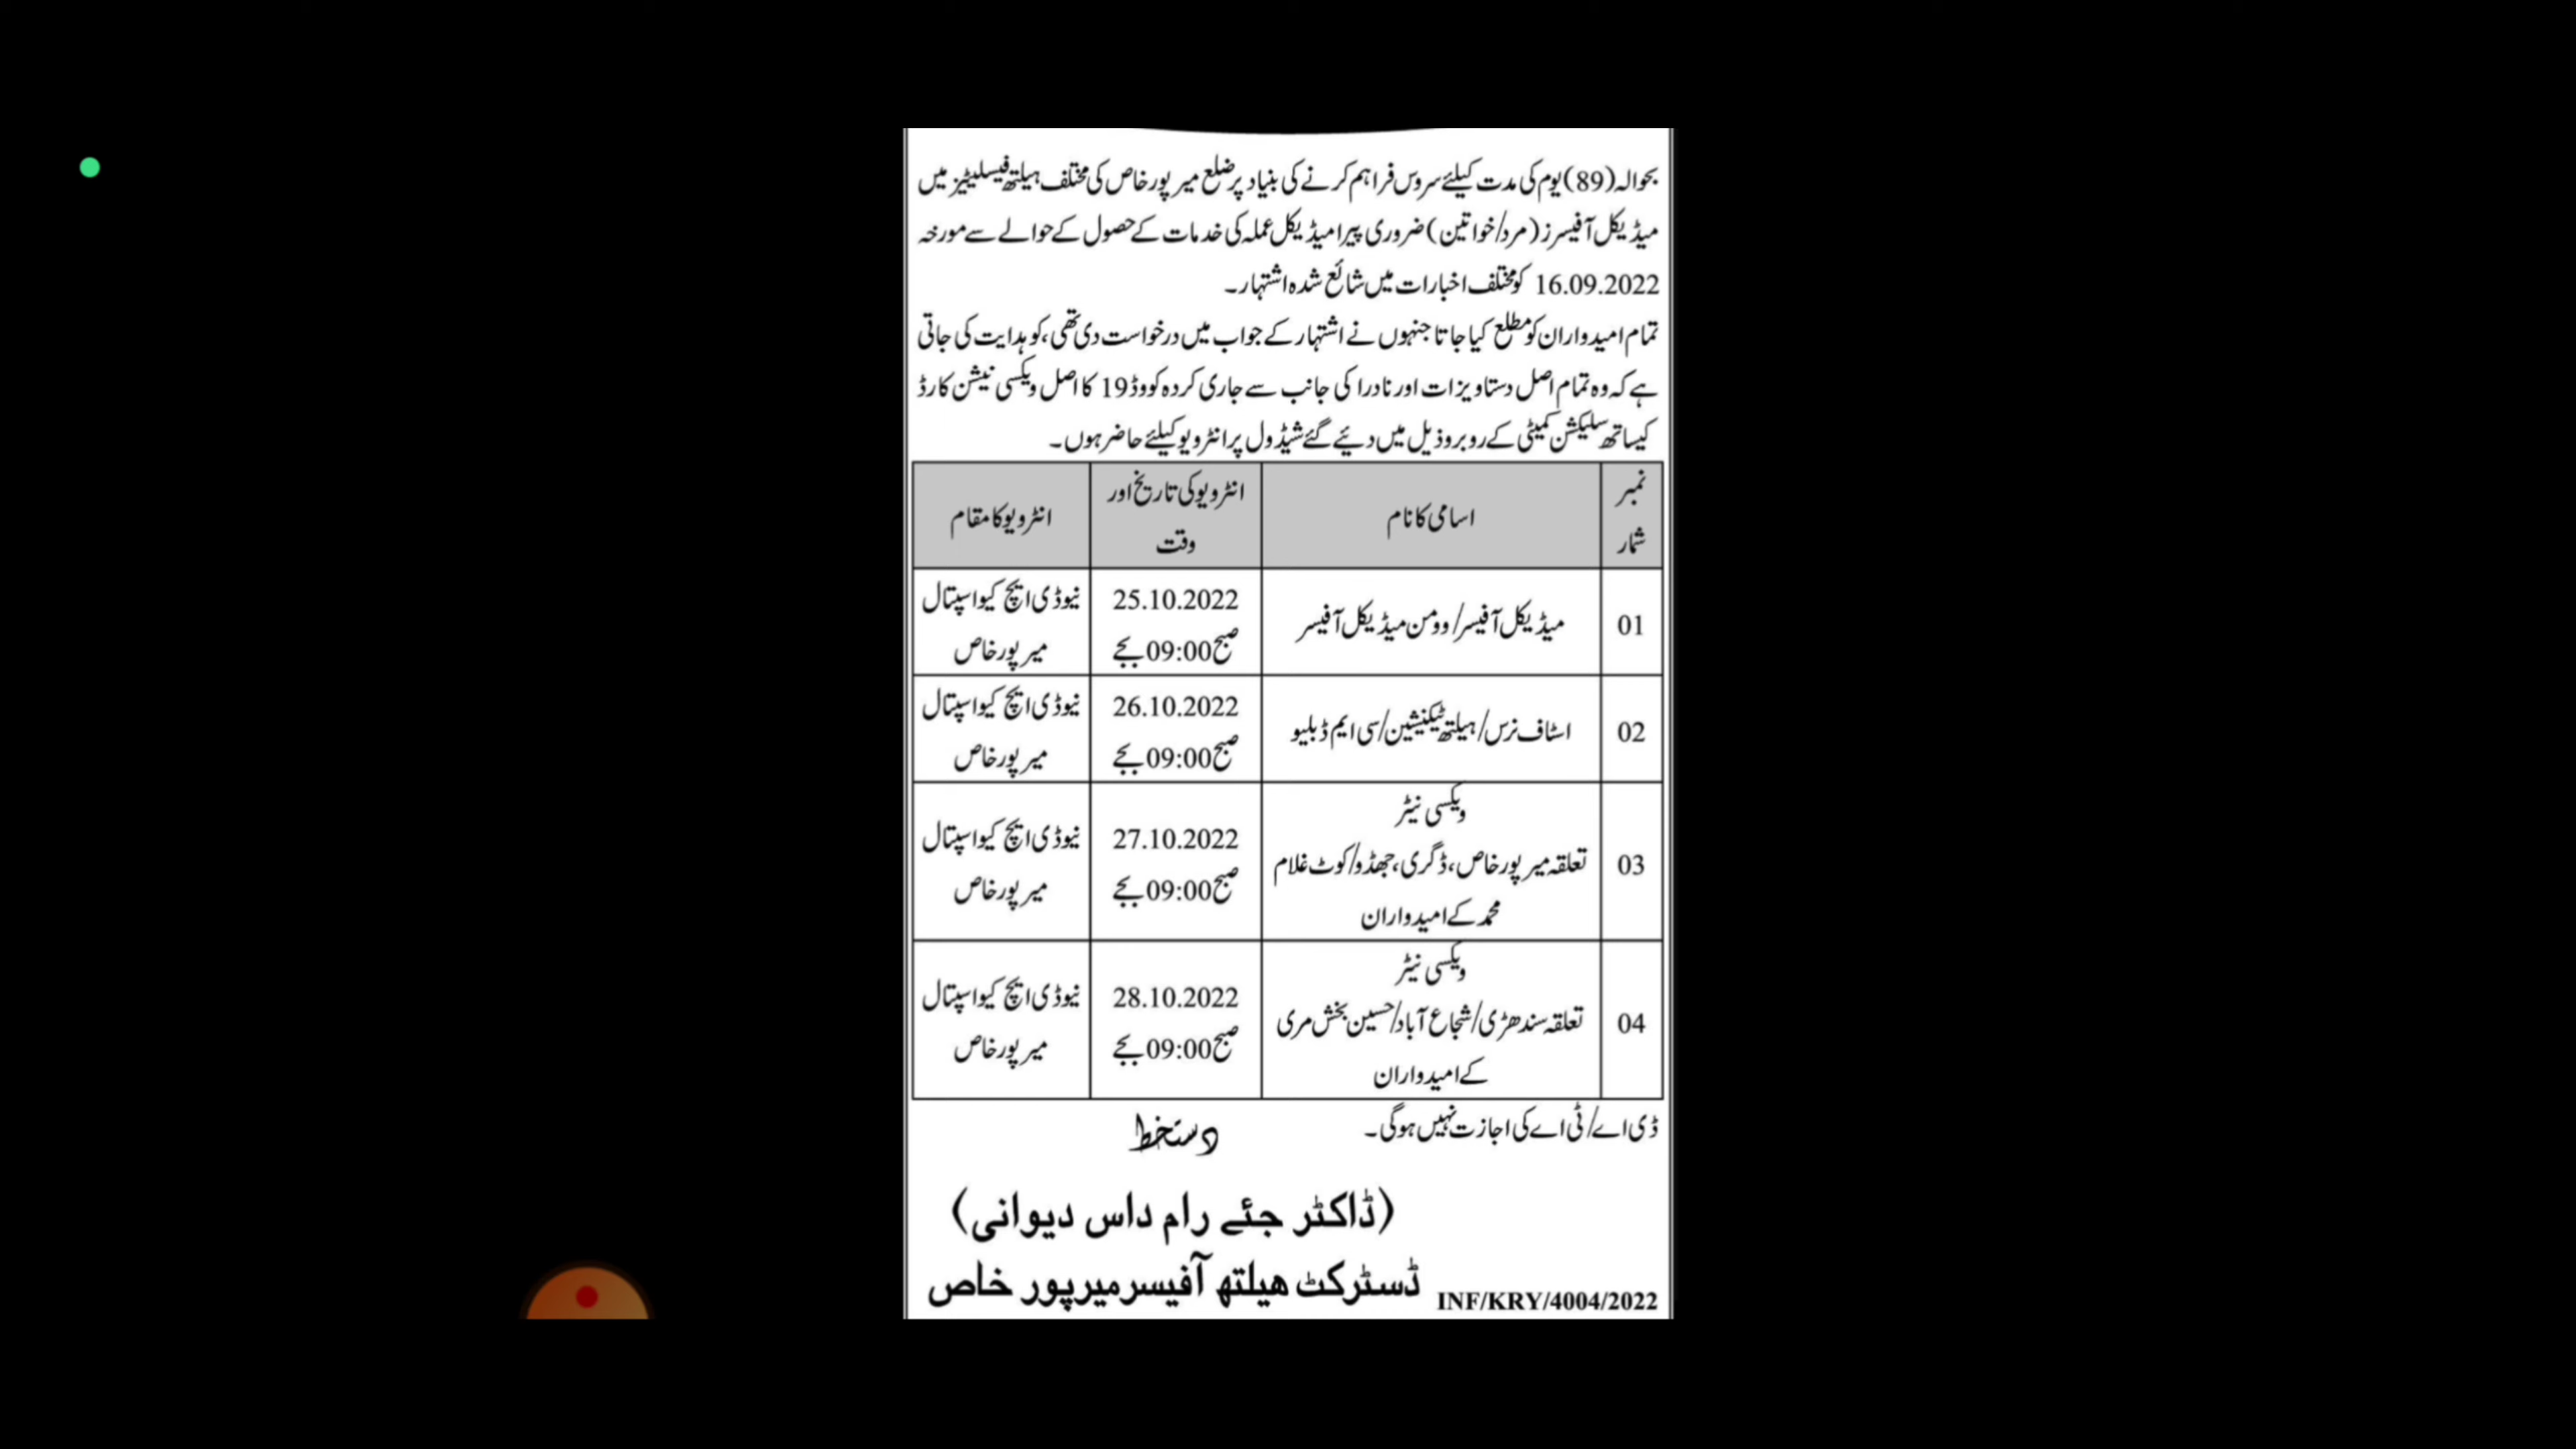 بحوالہ (89) یوم کی مدت کیلئے سروس فراہم کرنے کی بنیاد پر ضلع میرپورخاص کی مختلف ہیلتھ فیسلیٹیز میں
میڈیکل آفیسرز (مرد/خواتین) ضروری پیرا میڈیکل عملہ کی خدمات کے حصول کے حوالے سے مورخہ
16.09.2022 کو مختلف اخبارات میں شائع شدہ اشتہار۔
تمام امیدواران کو مطلع کیا جاتا جنہوں نے اشتہار کے جواب میں درخواست دی تھی، کو ہدایت کی جاتی
ہے کہ وہ تمام اصل دستاویزات اور نادرا کی جانب سے جاری کردہ کووڈ 19 کا اصل ویکسی نیشن کارڈ
کیساتھ سلیکشن کمیٹی کے روبرو ذیل میں دیئے گئے شیڈول پر انٹرویو کیلئے حاضر ہوں۔
نمبر شمار
اسامی کا نام
انٹرویو کی تاریخ اور
وقت
انٹرویو کا مقام
01
میڈیکل آفیسر/وومن میڈیکل آفیسر
25.10.2022
صبح 09:00 بجے
نیو ڈی ایچ کیو اسپتال
میرپورخاص
02
اسٹاف نرس/ہیلتھ ٹیکنیشین/سی ایم ڈبلیو
26.10.2022
صبح 09:00 بجے
نیو ڈی ایچ کیو اسپتال
میرپورخاص
03
ویکسی نیٹر
تعلقہ میرپورخاص، ڈگری، جھڈو/کوٹ غلام
محمد کے امیدواران
27.10.2022
صبح 09:00 بجے
نیو ڈی ایچ کیو اسپتال
میرپورخاص
04
ویکسی نیٹر
تعلقہ سندھڑی/شجاع آباد/حسین بخش مری
کے امیدواران
28.10.2022
صبح 09:00 بجے
نیو ڈی ایچ کیو اسپتال
میرپورخاص
ڈی اے/ٹی اے کی اجازت نہیں ہوگی۔
دستخط
(ڈاکٹر جئے رام داس دیوانی)
ڈسٹرکٹ ھیلتھ آفیسر میرپور خاص
INF/KRY/4004/2022